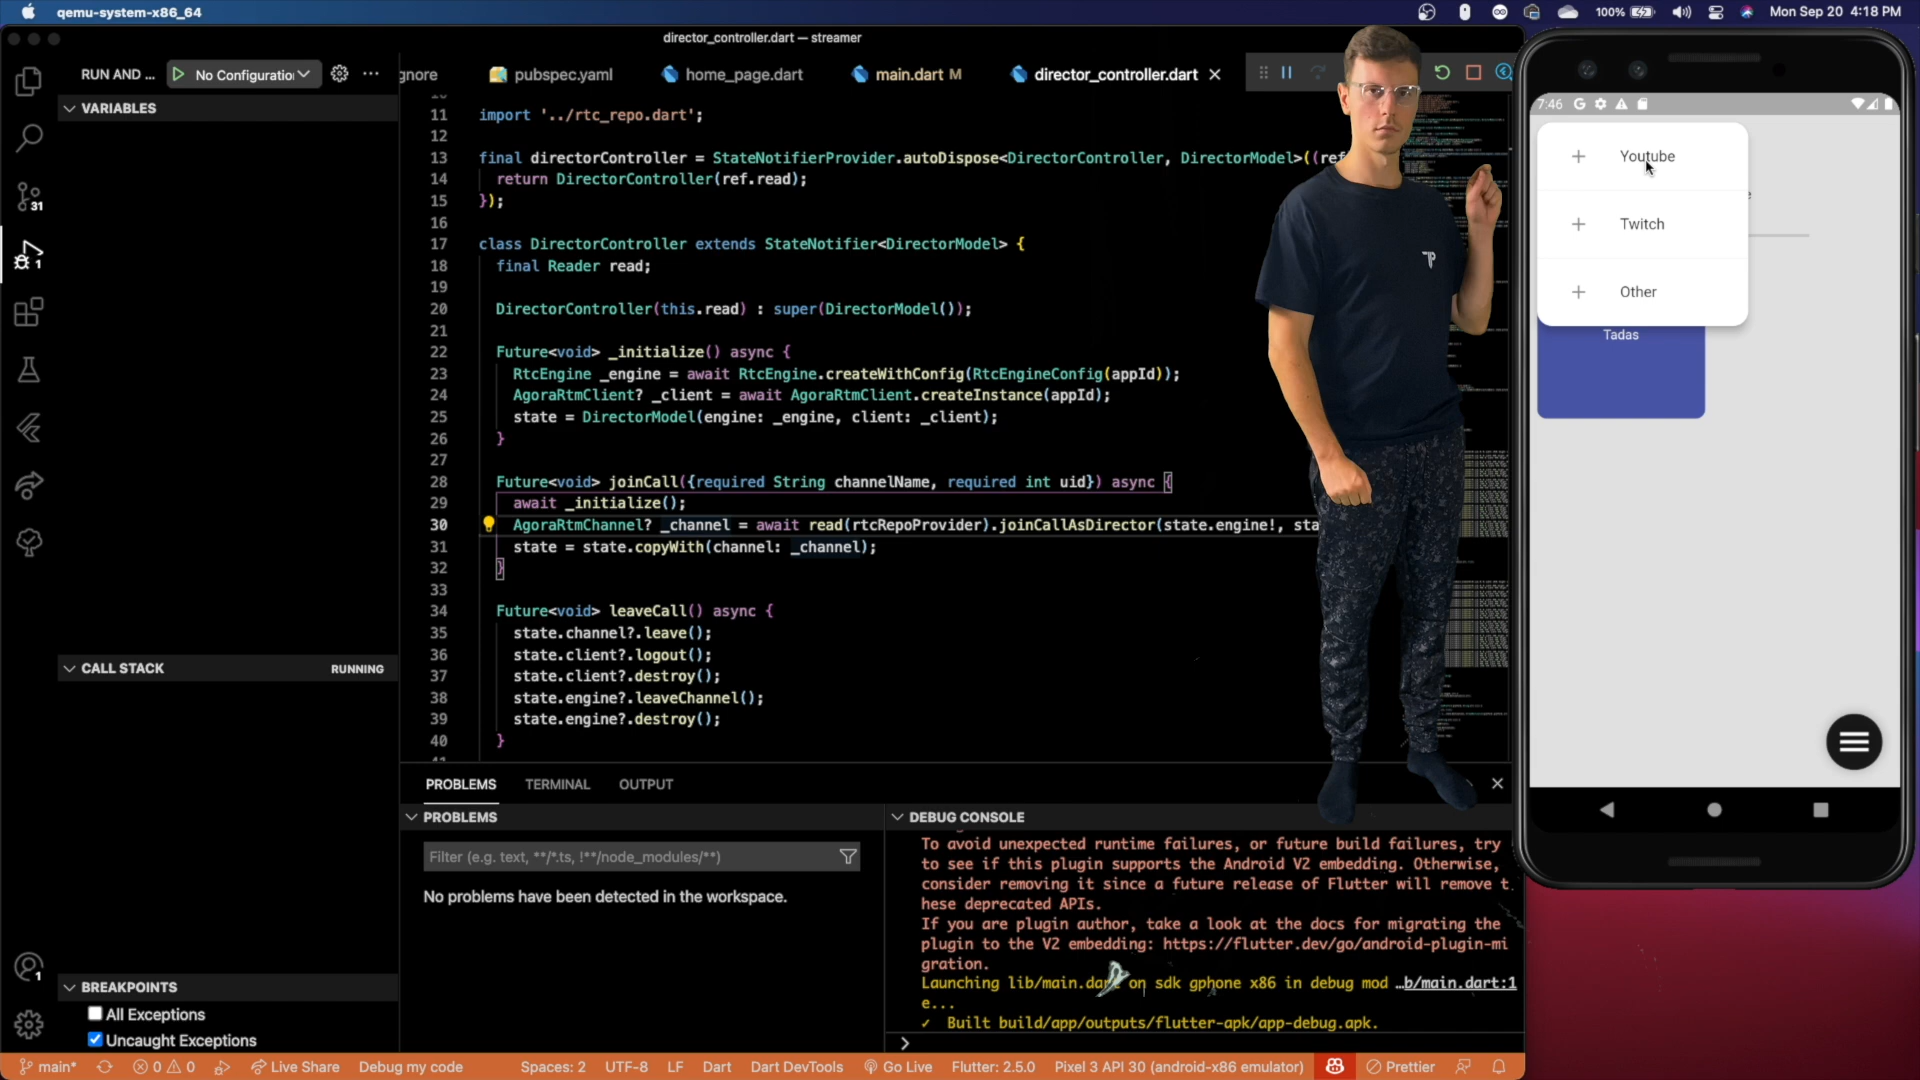 qemu-system-x86_64
100%
Mon Sep 20 4:18 PM
director_controller.dart — streamer
RUN AND ...
No Configuration
gnore
pubspec.yaml
home_page.dart
main.dart M
director_controller.dart
VARIABLES
11 import '../rtc_repo.dart';
12
13 final directorController = StateNotifierProvider.autoDispose<DirectorController, DirectorModel>((ref
14 return DirectorController(ref.read);
15 });
16
17 class DirectorController extends StateNotifier<DirectorModel> {
18 final Reader read;
19
20 DirectorController(this.read) : super(DirectorModel());
21
22 Future<void> _initialize() async {
23 RtcEngine _engine = await RtcEngine.createWithConfig(RtcEngineConfig(appId));
24 AgoraRtmClient? _client = await AgoraRtmClient.createInstance(appId);
25 state = DirectorModel(engine: _engine, client: _client);
26 }
27
28 Future<void> joinCall({required String channelName, required int uid}) async {
29 await _initialize();
30 AgoraRtmChannel? _channel = await read(rtcRepoProvider).joinCallAsDirector(state.engine!, sta
31 state = state.copyWith(channel: _channel);
32 }
33
34 Future<void> leaveCall() async {
35 state.channel?.leave();
36 state.client?.logout();
37 state.client?.destroy();
38 state.engine?.leaveChannel();
39 state.engine?.destroy();
40 }
31
1
CALL STACK
RUNNING
7:46
Youtube
Twitch
Other
Tadas
PROBLEMS
TERMINAL
OUTPUT
PROBLEMS
Filter (e.g. text, **/*.ts, !**/node_modules/**)
No problems have been detected in the workspace.
DEBUG CONSOLE
To avoid unexpected runtime failures, or future build failures, try
to see if this plugin supports the Android V2 embedding. Otherwise,
consider removing it since a future release of Flutter will remove t
hese deprecated APIs.
If you are plugin author, take a look at the docs for migrating the
plugin to the V2 embedding: https://flutter.dev/go/android-plugin-mi
gration.
Launching lib/main.dart on sdk gphone x86 in debug mod …b/main.dart:1
e...
✓ Built build/app/outputs/flutter-apk/app-debug.apk.
1
BREAKPOINTS
All Exceptions
Uncaught Exceptions
main*
0
0
Live Share
Debug my code
Spaces: 2
UTF-8
LF
Dart
Dart DevTools
Go Live
Flutter: 2.5.0
Pixel 3 API 30 (android-x86 emulator)
Prettier